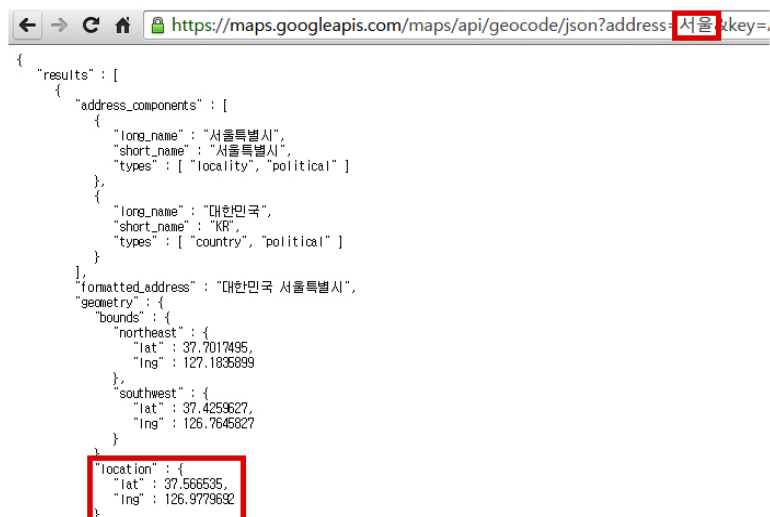 https://maps.googleapis.com/maps/api/geocode/json?address=서울&key=
{
"results" : [
{
"address_components" : [
{
"long_name" : "서울특별시",
"short_name" : "서울특별시",
"types" : [ "locality", "political" ]
},
{
"long_name" : "대한민국",
"short_name" : "KR",
"types" : [ "country", "political" ]
}
],
"formatted_address" : "대한민국 서울특별시",
"geometry" : {
"bounds" : {
"northeast" : {
"lat" : 37.7017495,
"lng" : 127.1835899
},
"southwest" : {
"lat" : 37.4259627,
"lng" : 126.7645827
}
},
"location" : {
"lat" : 37.566535,
"lng" : 126.9779692
}